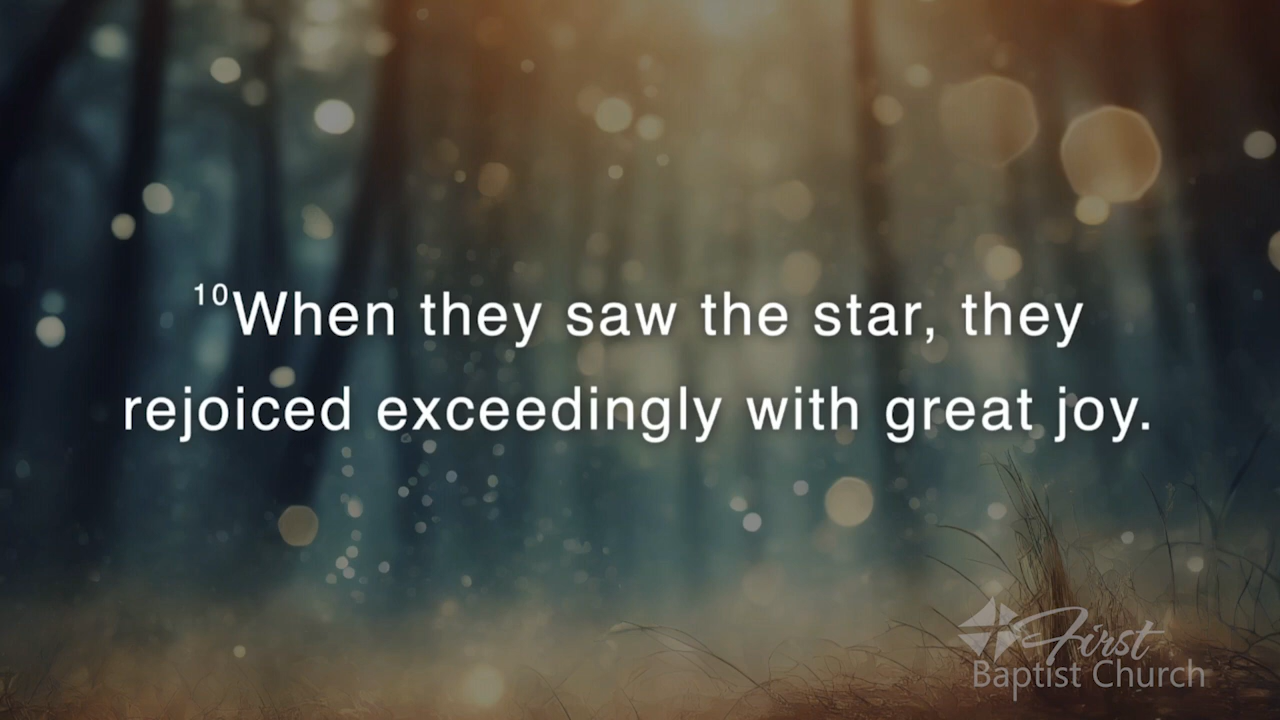 ¹⁰When they saw the star, they
rejoiced exceedingly with great joy.
First
Baptist Church